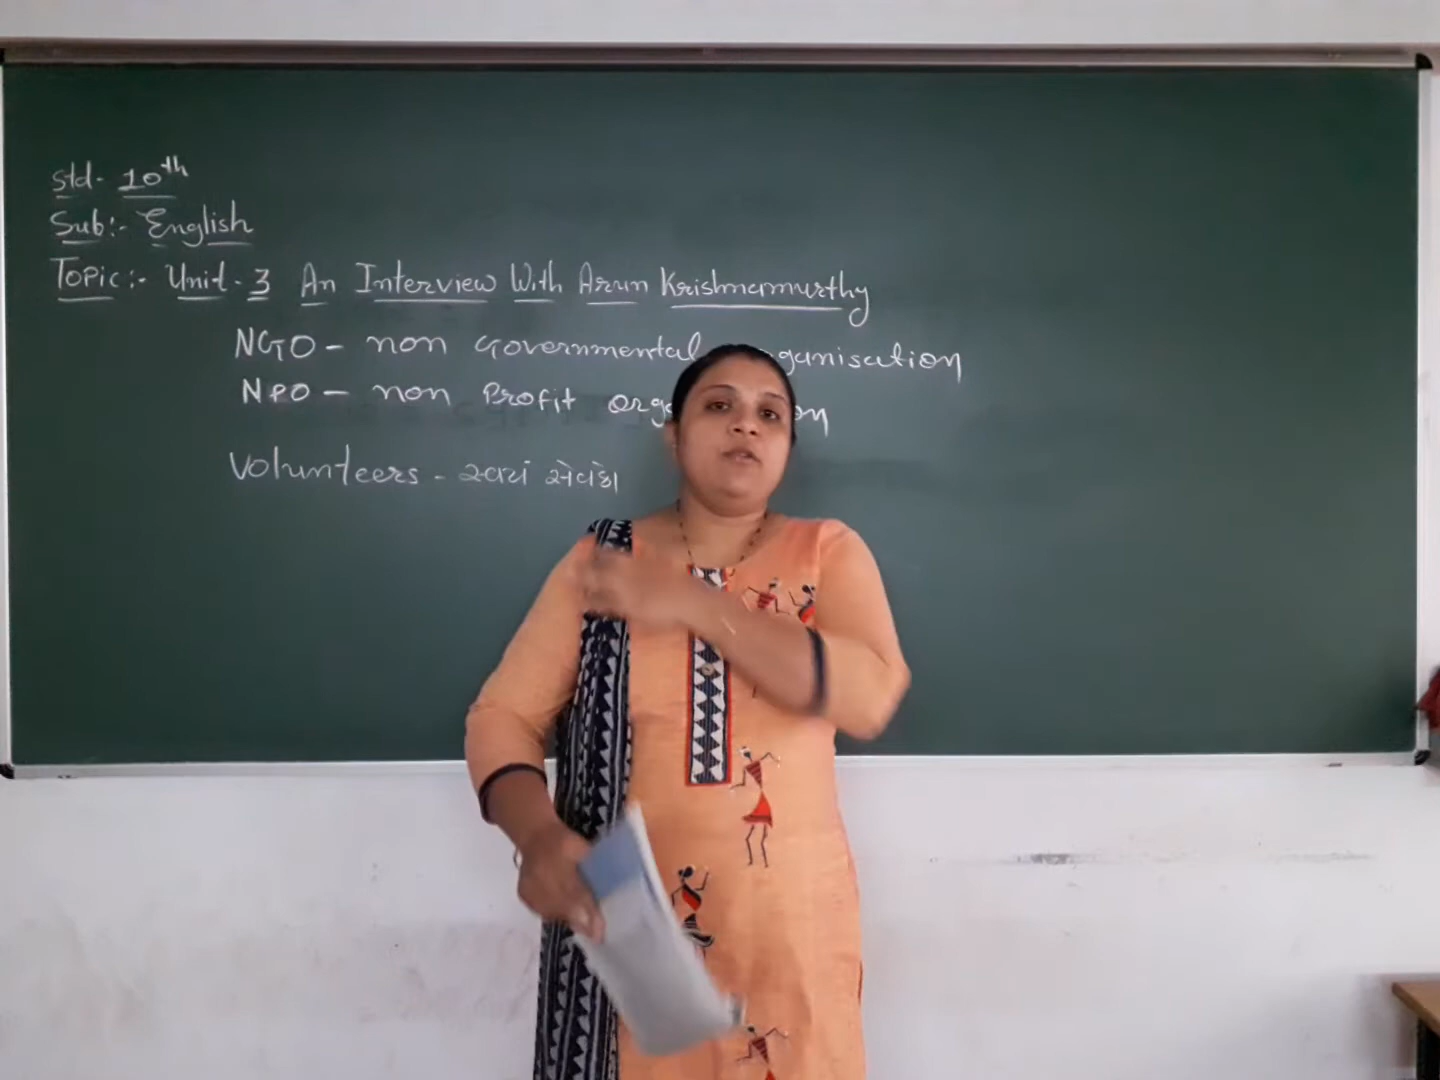 Std- 10th
Sub:- English
Topic:- Unit-3 An Interview With Arun Krishnamurthy
NGO - non Governmental organisation
NPO - non Profit
Volunteers - સ્વયં સેવકો